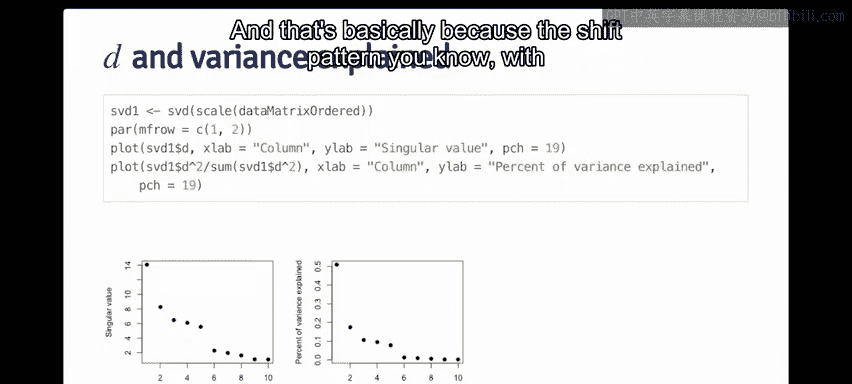 And that's basically because the shift
pattern you know, with
d and variance explained
svd1 <- svd(scale(dataMatrixOrdered))
par(mfrow = c(1, 2))
plot(svd1$d, xlab = "Column", ylab = "Singular value", pch = 19)
plot(svd1$d^2/sum(svd1$d^2), xlab = "Column", ylab = "Percent of variance explained",
pch = 19)
Singular value
14
10
8
6
4
2
2 4 6 8 10
Percent of variance explained
0.5
0.4
0.3
0.2
0.1
0.0
2 4 6 8 10